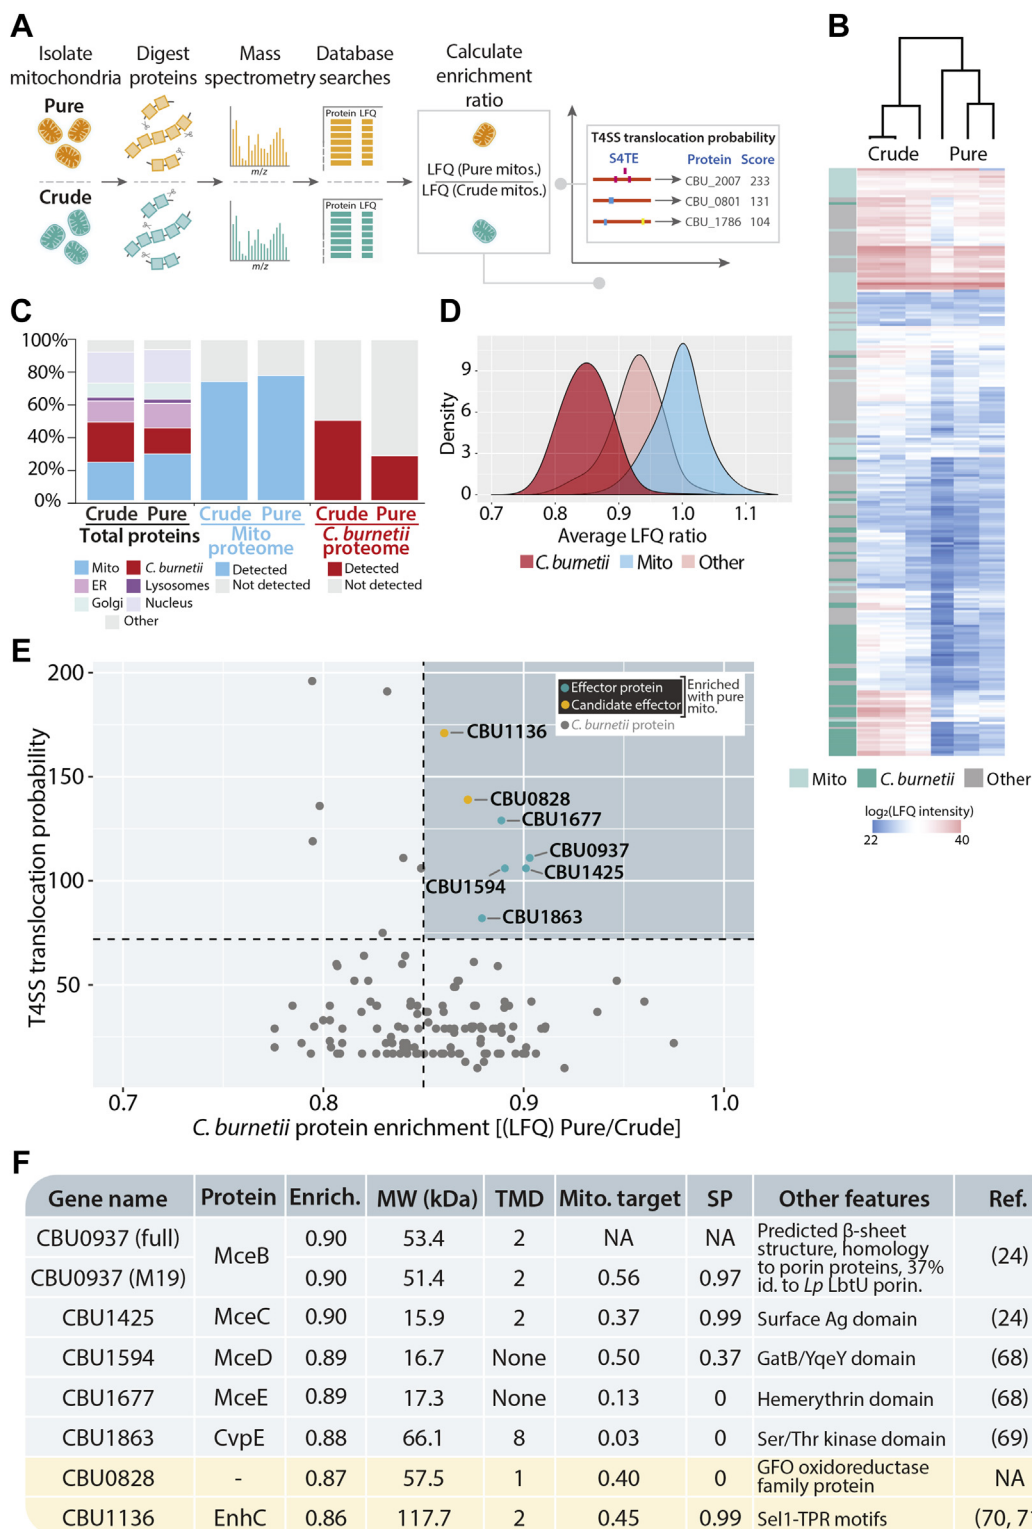 A
Isolate
mitochondria
Digest
proteins
Mass
spectrometry
Database
searches
Calculate
enrichment
ratio
Pure
Crude
m/z
m/z
Protein LFQ
Protein LFQ
LFQ (Pure mitos.)
LFQ (Crude mitos.)
T4SS translocation probability
S4TE Protein Score
CBU_2007 233
CBU_0801 131
CBU_1786 104
B
Crude Pure
Mito C. burnetii Other
log₂(LFQ intensity)
22 40
C
100%
80%
60%
40%
20%
0%
Crude Pure Crude Pure Crude Pure
Total proteins
Mito
proteome
C. burnetii
proteome
Mito C. burnetii
ER Lysosomes
Golgi Nucleus
Other
Detected
Not detected
Detected
Not detected
D
Density
9
6
3
0
0.7 0.8 0.9 1.0 1.1
Average LFQ ratio
C. burnetii Mito Other
E
T4SS translocation probability
200
150
100
50
0.7 0.8 0.9 1.0
C. burnetii protein enrichment [(LFQ) Pure/Crude]
Effector protein
Candidate effector
C. burnetii protein
Enriched
with pure
mito.
CBU1136
CBU0828
CBU1677
CBU0937
CBU1425
CBU1594
CBU1863
F
Gene name Protein Enrich. MW (kDa) TMD Mito. target SP Other features Ref.
CBU0937 (full) MceB 0.90 53.4 2 NA NA Predicted β-sheet
structure, homology
to porin proteins, 37%
id. to Lp LbtU porin. (24)
CBU0937 (M19) 0.90 51.4 2 0.56 0.97
CBU1425 MceC 0.90 15.9 2 0.37 0.99 Surface Ag domain (24)
CBU1594 MceD 0.89 16.7 None 0.50 0.37 GatB/YqeY domain (68)
CBU1677 MceE 0.89 17.3 None 0.13 0 Hemerythrin domain (68)
CBU1863 CvpE 0.88 66.1 8 0.03 0 Ser/Thr kinase domain (69)
CBU0828 - 0.87 57.5 1 0.40 0 GFO oxidoreductase
family protein NA
CBU1136 EnhC 0.86 117.7 2 0.45 0.99 Sel1-TPR motifs (70, 7